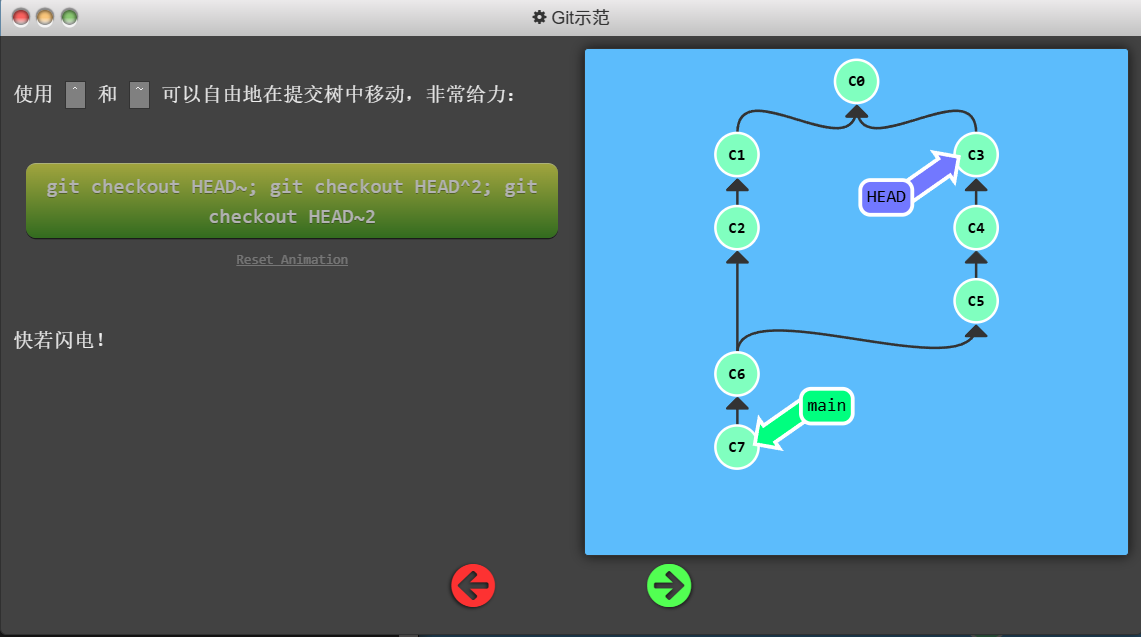 Git示范
使用 ^ 和 ~ 可以自由地在提交树中移动，非常给力：
git checkout HEAD~; git checkout HEAD^2; git
checkout HEAD~2
Reset Animation
快若闪电！
C0
C1
C3
HEAD
C2
C4
C5
C6
main
C7